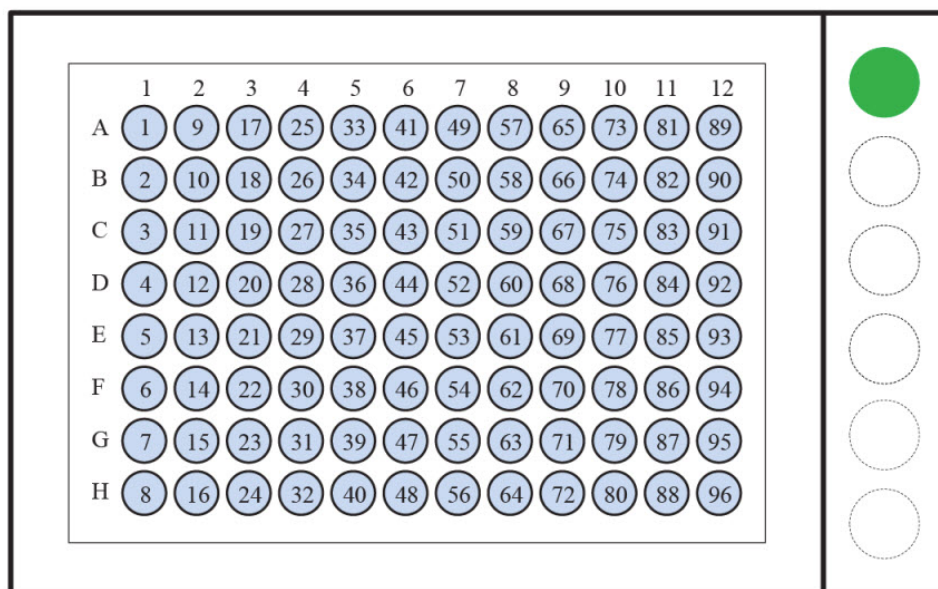 1 2 3 4 5 6 7 8 9 10 11 12
A 1 9 17 25 33 41 49 57 65 73 81 89
B 2 10 18 26 34 42 50 58 66 74 82 90
C 3 11 19 27 35 43 51 59 67 75 83 91
D 4 12 20 28 36 44 52 60 68 76 84 92
E 5 13 21 29 37 45 53 61 69 77 85 93
F 6 14 22 30 38 46 54 62 70 78 86 94
G 7 15 23 31 39 47 55 63 71 79 87 95
H 8 16 24 32 40 48 56 64 72 80 88 96